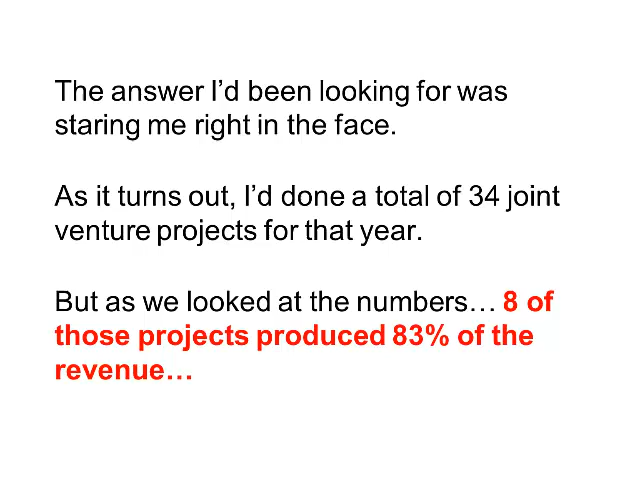 The answer I’d been looking for was
staring me right in the face.
As it turns out, I’d done a total of 34 joint
venture projects for that year.
But as we looked at the numbers… 8 of
those projects produced 83% of the
revenue…